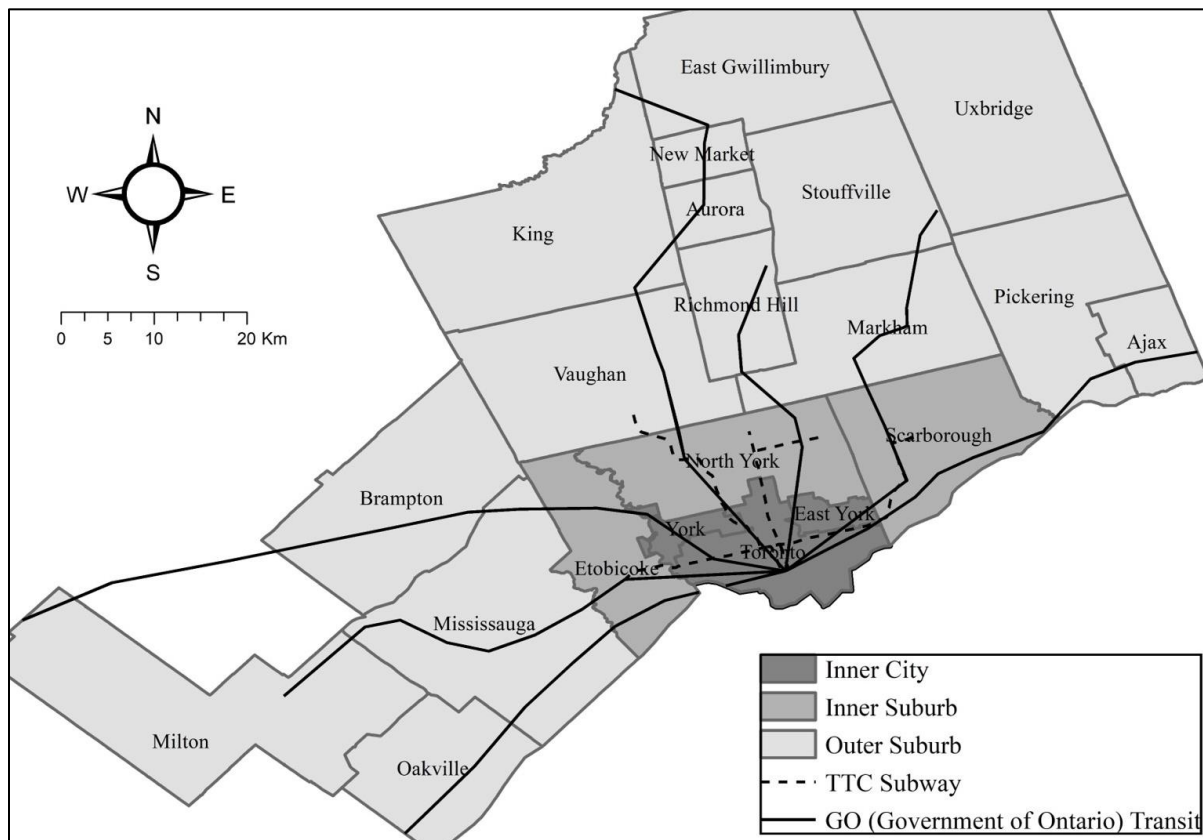 East Gwillimbury
Uxbridge
N
New Market
W E
Stouffville
Aurora
King
S
Pickering
Richmond Hill
0 5 10 20 Km
Markham
Ajax
Vaughan
Scarborough
North York
Brampton
East York
York
Toronto
Etobicoke
Mississauga
Inner City
Inner Suburb
Milton
Outer Suburb
Oakville
TTC Subway
GO (Government of Ontario) Transit